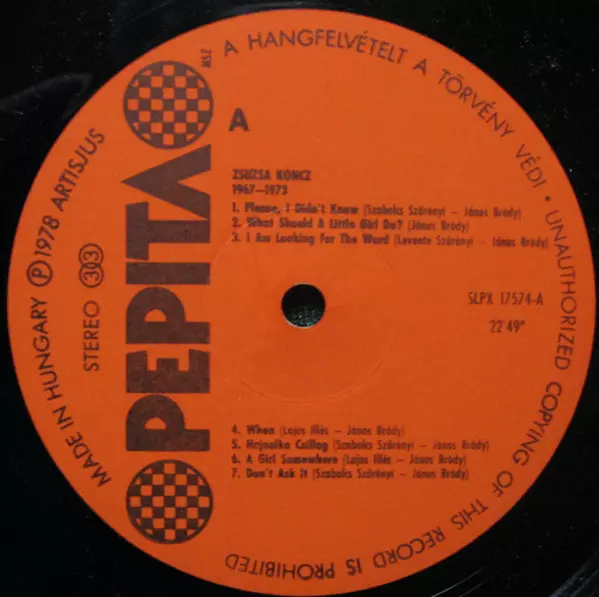 A HANGFELVÉTELT A TÖRVÉNY VÉDI · UNAUTHORIZED COPYING OF THIS RECORD IS PROHIBITED
MADE IN HUNGARY Ⓟ 1978 ARTISJUS
STEREO 303
PEPITA
MSZ
A
ZSUZSA KONCZ
1967–1973
1. Please, I Didn't Know (Szabolcs Szörényi – János Bródy)
2. What Should A Little Girl Do? (János Bródy)
3. I Am Looking For The Word (Levente Szörényi – János Bródy)
SLPX 17574-A
22'49"
4. When (Lajos Illés – János Bródy)
5. Hajnalka Csillag (Szabolcs Szörényi – János Bródy)
6. A Girl Somewhere (Lajos Illés – János Bródy)
7. Don't Ask It (Szabolcs Szörényi – János Bródy)